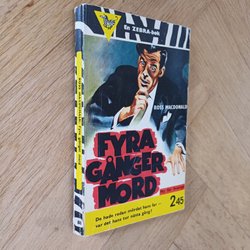 En ZEBRA-bok
ROSS MACDONALD
FYRA
GÅNGER
MORD
2.45
De hade redan mördat hans far —
var det hans tur nästa gång?